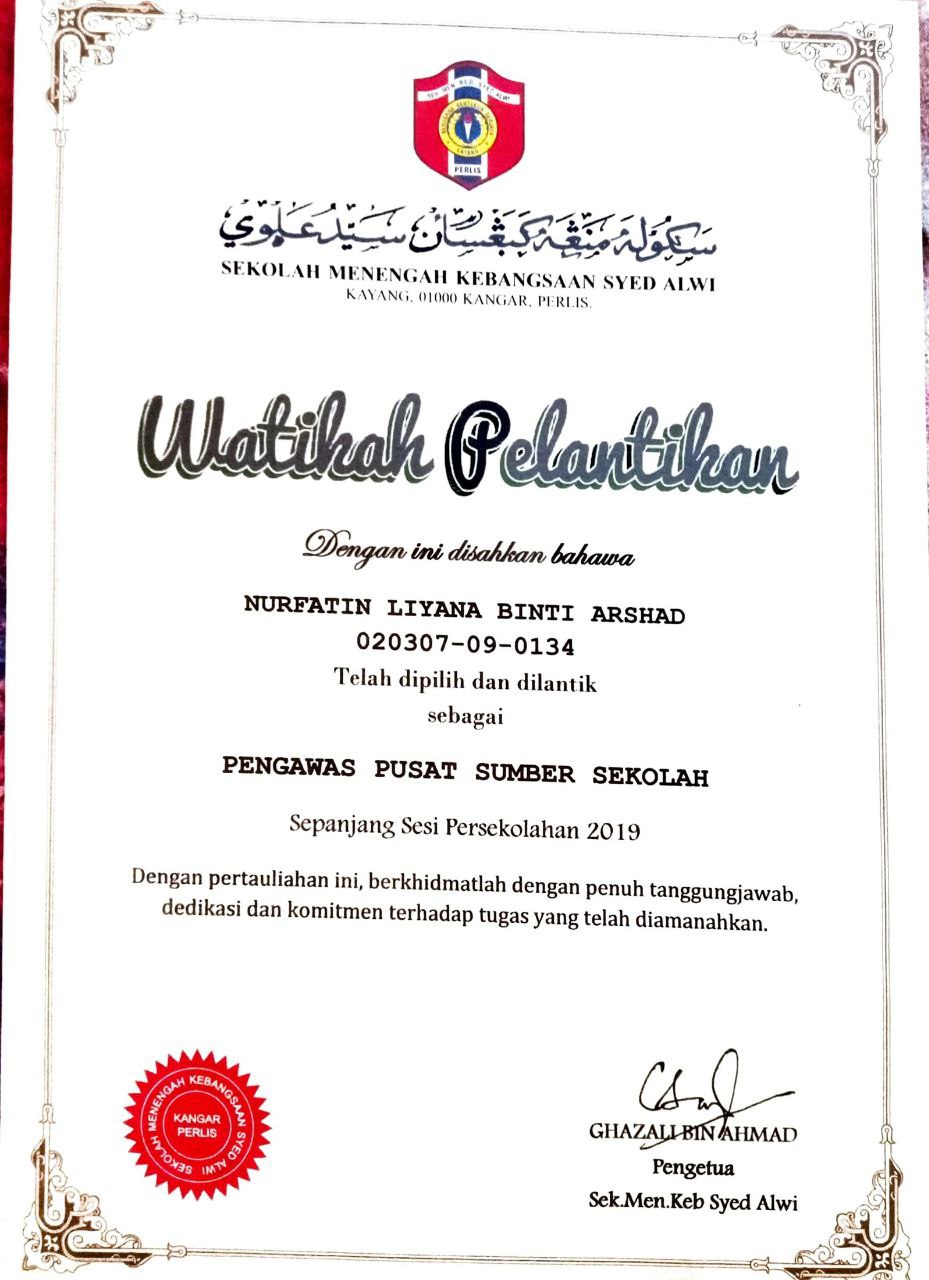 SEK. MEN. KEB. SYED ALWI
KAYANG
PERLIS
سكوله منڠه كبڠسان سيد علوي
SEKOLAH MENENGAH KEBANGSAAN SYED ALWI
KAYANG, 01000 KANGAR, PERLIS.
Watikah Pelantikan
Dengan ini disahkan bahawa
NURFATIN LIYANA BINTI ARSHAD
020307-09-0134
Telah dipilih dan dilantik
sebagai
PENGAWAS PUSAT SUMBER SEKOLAH
Sepanjang Sesi Persekolahan 2019
Dengan pertauliahan ini, berkhidmatlah dengan penuh tanggungjawab,
dedikasi dan komitmen terhadap tugas yang telah diamanahkan.
SEKOLAH MENENGAH KEBANGSAAN SYED ALWI
KANGAR
PERLIS
GHAZALI BIN AHMAD
Pengetua
Sek.Men.Keb Syed Alwi